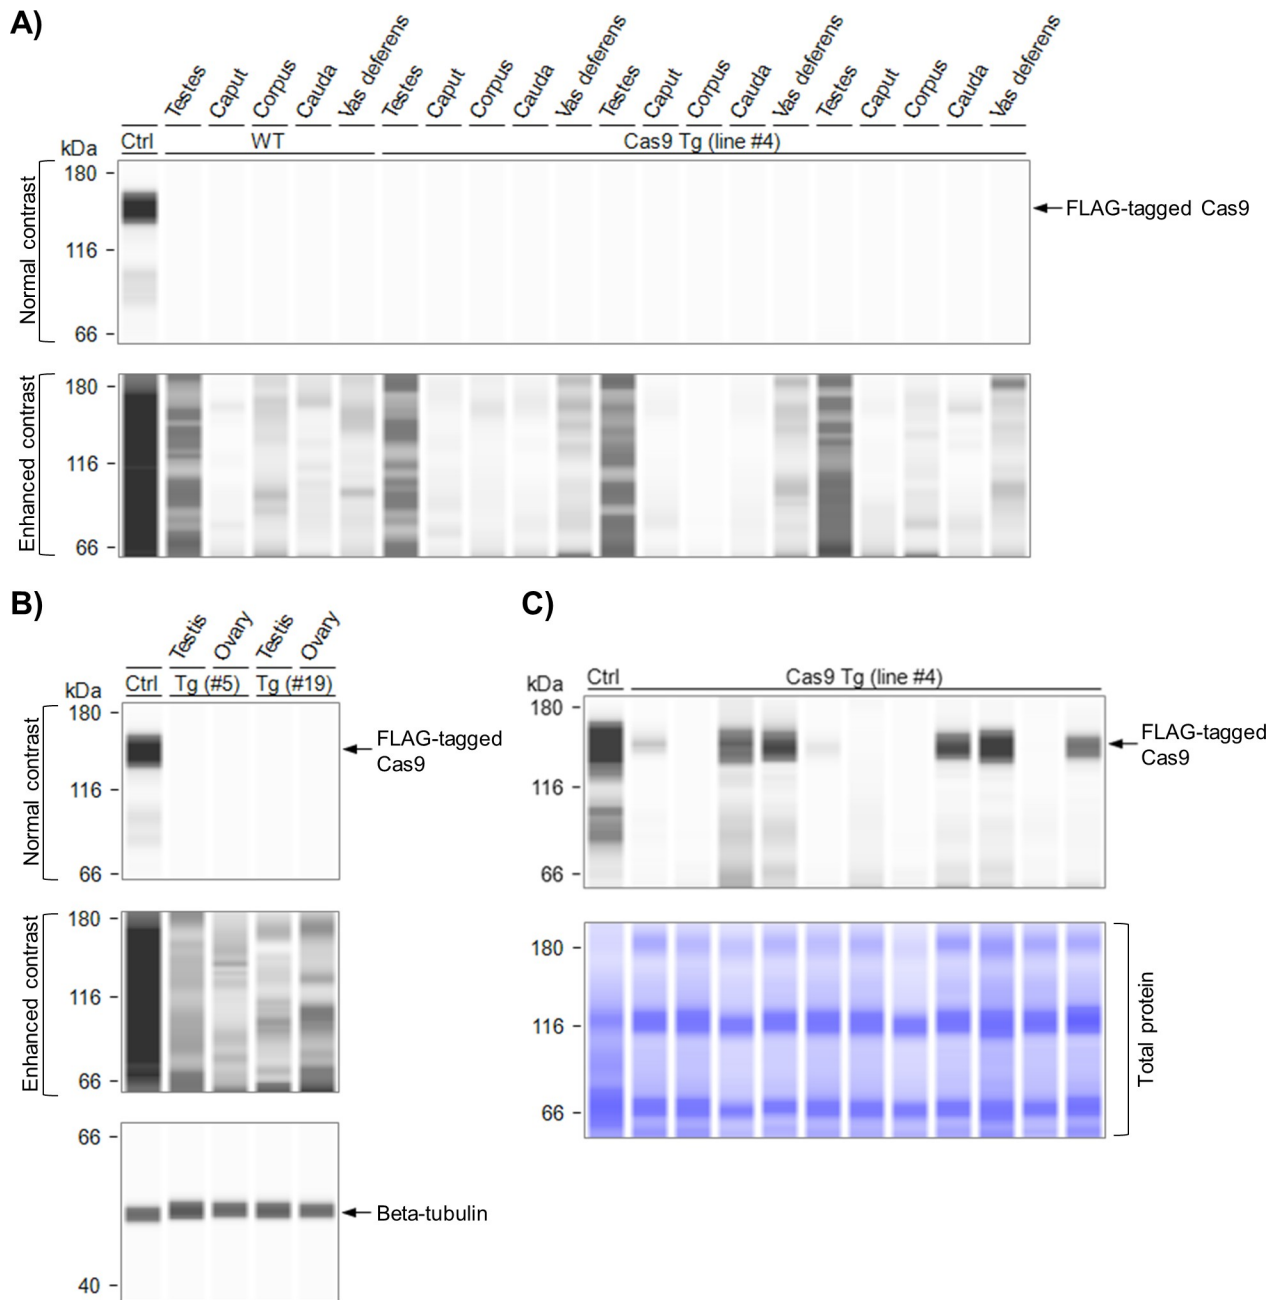 A)
Testes
Caput
Corpus
Cauda
Vas deferens
Testes
Caput
Corpus
Cauda
Vas deferens
Testes
Caput
Corpus
Cauda
Vas deferens
Testes
Caput
Corpus
Cauda
Vas deferens
kDa
Ctrl
WT
Cas9 Tg (line #4)
Normal contrast
180
116
66
FLAG-tagged Cas9
Enhanced contrast
180
116
66
B)
Testis
Ovary
Testis
Ovary
kDa
Ctrl
Tg (#5)
Tg (#19)
Normal contrast
180
116
66
FLAG-tagged
Cas9
Enhanced contrast
180
116
66
66
40
Beta-tubulin
C)
kDa
Ctrl
Cas9 Tg (line #4)
180
116
66
FLAG-tagged
Cas9
180
116
66
Total protein